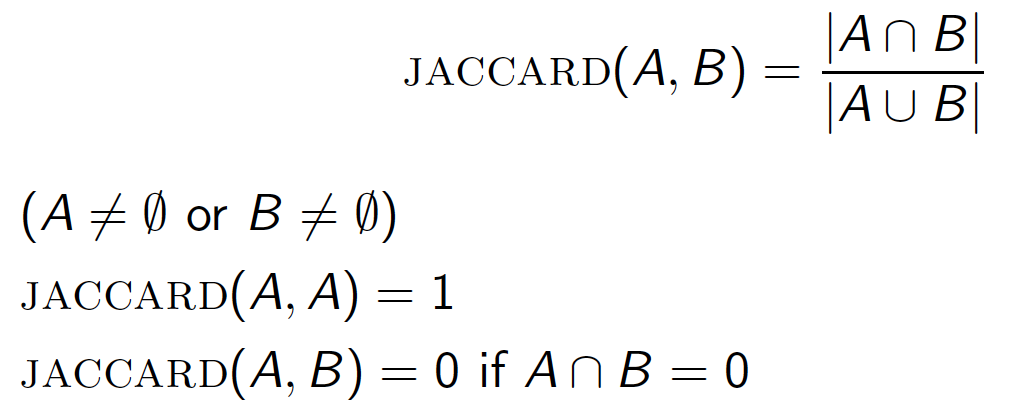 JACCARD(A, B) = |A ∩ B| / |A ∪ B|
(A ≠ ∅ or B ≠ ∅)
JACCARD(A, A) = 1
JACCARD(A, B) = 0 if A ∩ B = 0